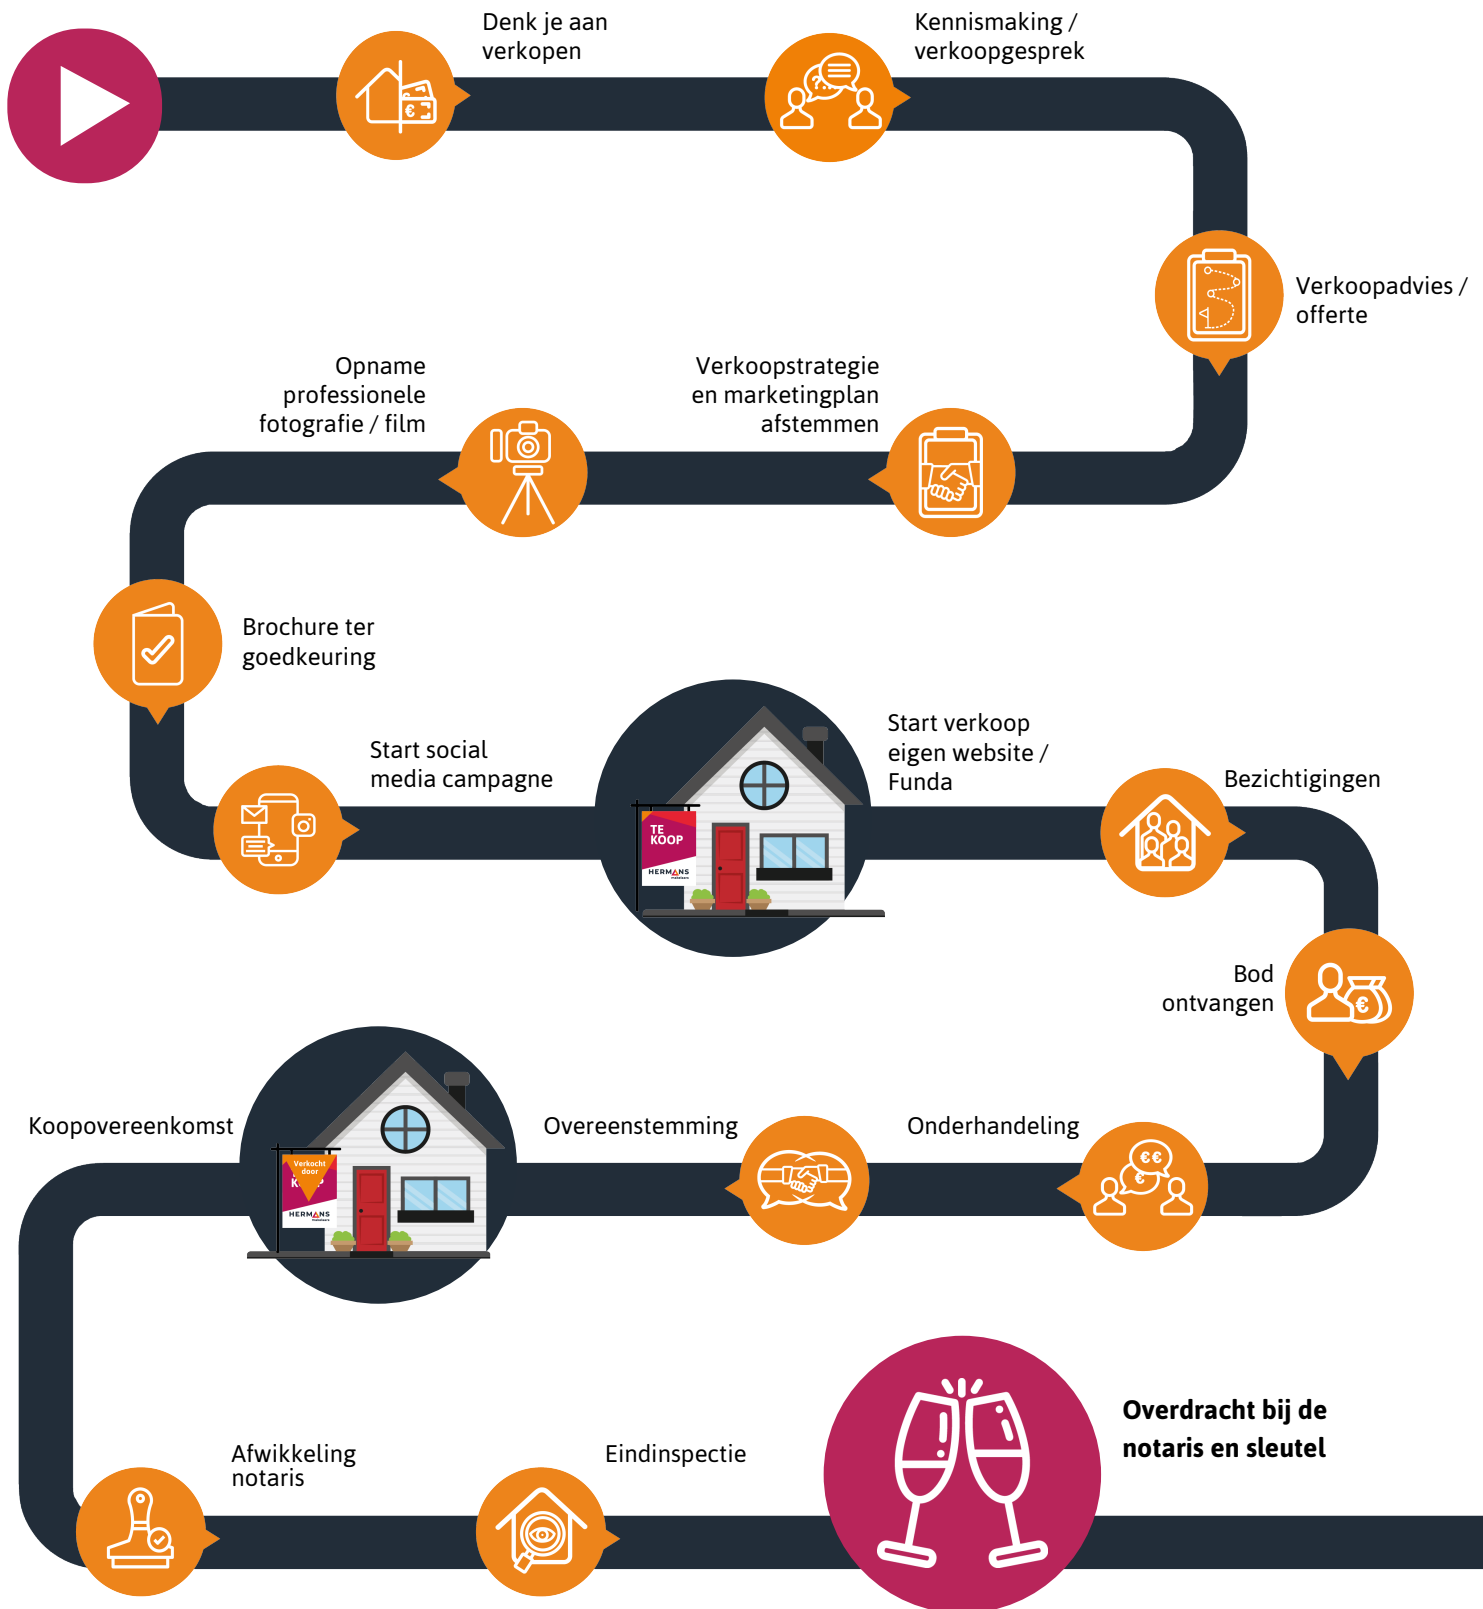 Denk je aan
verkopen
Kennismaking /
verkoopgesprek
?...
€
Verkoopadvies /
offerte
Verkoopstrategie
en marketingplan
afstemmen
Opname
professionele
fotografie / film
Brochure ter
goedkeuring
Start social
media campagne
Start verkoop
eigen website /
Funda
TE
KOOP
HERMANS
makelaars
Bezichtigingen
Bod
ontvangen
€
Onderhandeling
€€
€
Overeenstemming
Koopovereenkomst
Verkocht
door
HERMANS
makelaars
Afwikkeling
notaris
Eindinspectie
Overdracht bij de
notaris en sleutel